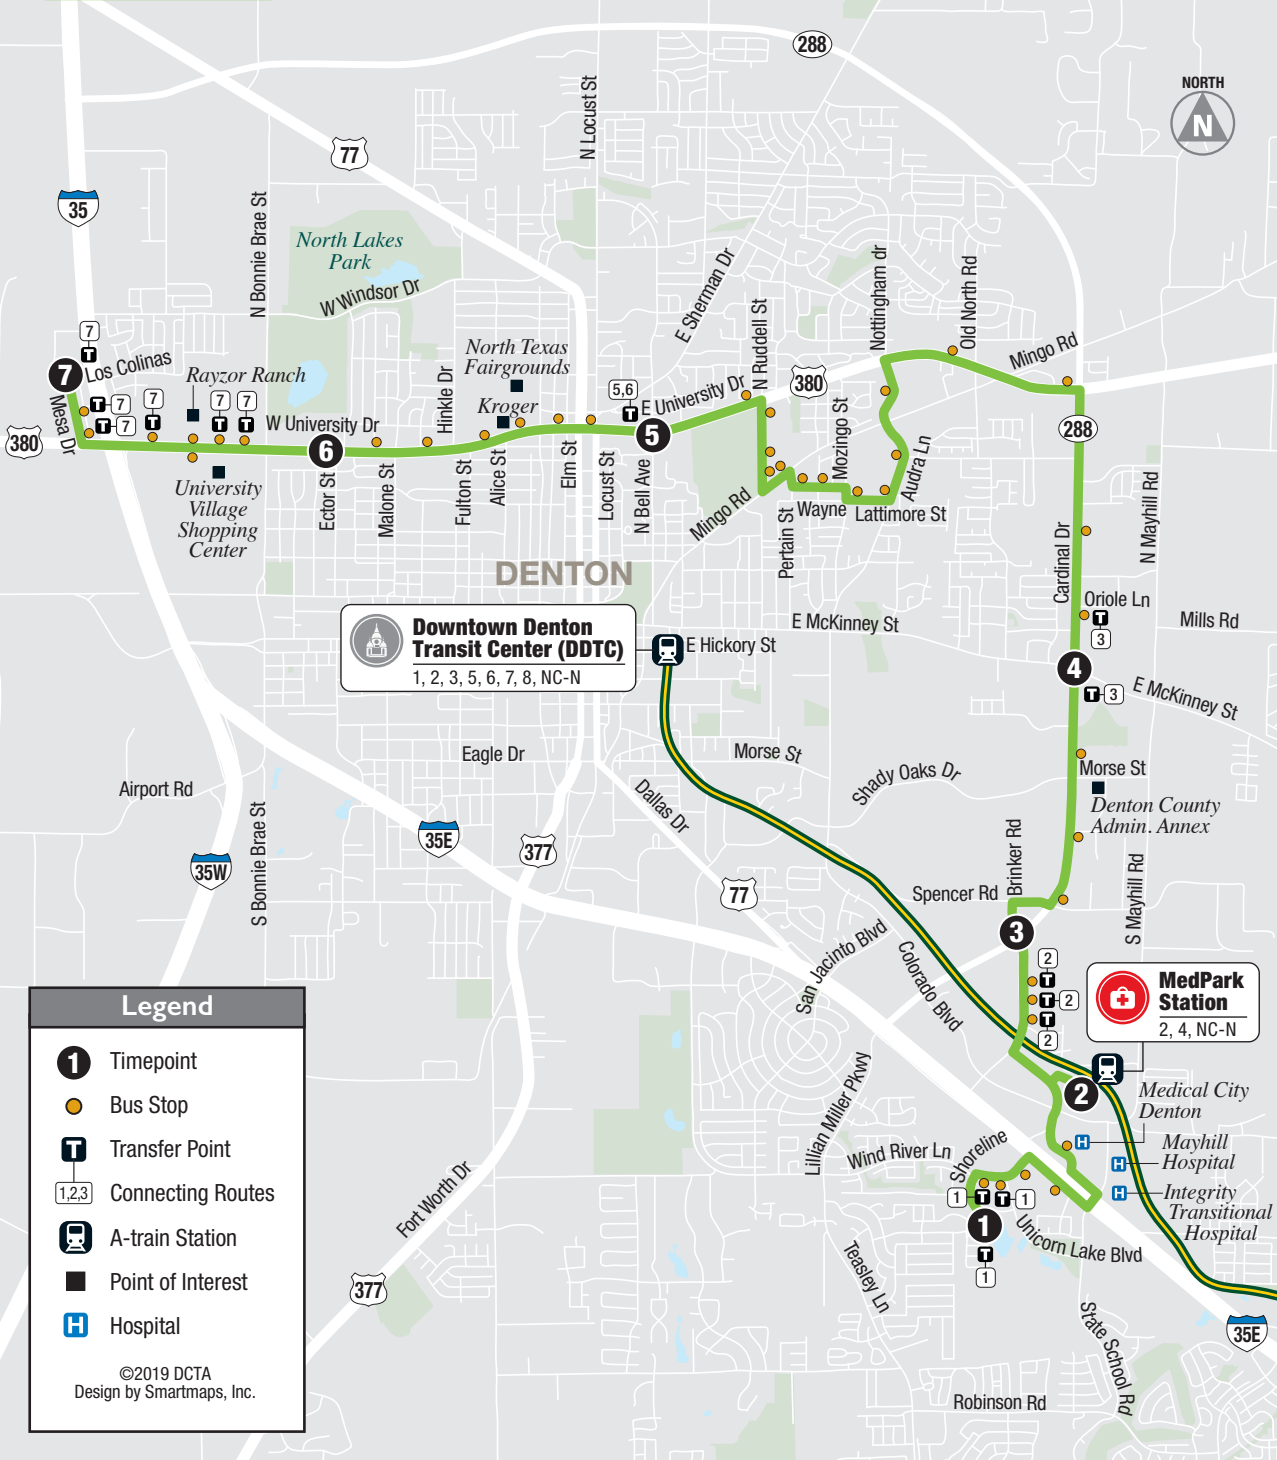 288
NORTH
N
77
N Locust St
35
N Bonnie Brae St
North Lakes
Park
W Windsor Dr
E Sherman Dr
Nottingham dr
Old North Rd
N Ruddell St
Mingo Rd
7
T
7
Los Colinas
Mesa Dr
T
7
T
7
7
T
Rayzor Ranch
7
T
7
T
380
W University Dr
6
Hinkle Dr
North Texas
Fairgrounds
Kroger
5,6
T
E University Dr
5
380
Mozingo St
Audra Ln
288
University
Village
Shopping
Center
Ector St
Malone St
Fulton St
Alice St
Elm St
Locust St
N Bell Ave
Mingo Rd
Pertain St
Wayne
Lattimore St
Cardinal Dr
N Mayhill Rd
DENTON
Oriole Ln
T
3
Mills Rd
Downtown Denton
Transit Center (DDTC)
1, 2, 3, 5, 6, 7, 8, NC-N
E Hickory St
E McKinney St
4
T
3
E McKinney St
Eagle Dr
Morse St
Shady Oaks Dr
Morse St
Denton County
Admin. Annex
Airport Rd
S Bonnie Brae St
Dallas Dr
35E
377
35W
77
Brinker Rd
Spencer Rd
S Mayhill Rd
3
San Jacinto Blvd
Colorado Blvd
2
T
T
2
T
2
MedPark
Station
2, 4, NC-N
2
Medical City
Denton
H
Mayhill
Hospital
H
Integrity
Transitional
Hospital
H
Lillian Miller Pkwy
Wind River Ln
Shoreline
1
T
T
1
1
T
1
Unicorn Lake Blvd
Teasley Ln
State School Rd
35E
Robinson Rd
Fort Worth Dr
377
Legend
1
Timepoint
Bus Stop
T
Transfer Point
1,2,3
Connecting Routes
A-train Station
Point of Interest
H
Hospital
©2019 DCTA
Design by Smartmaps, Inc.